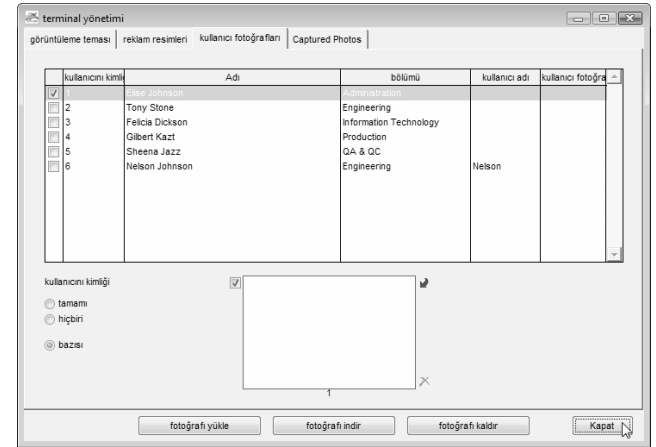 terminal yönetimi
görüntüleme teması reklam resimleri kullanıcı fotoğrafları Captured Photos
kullanıcını kimliğ Adı bölümü kullanıcı adı kullanıcı fotoğra
1 Elise Johnson Administration
2 Tony Stone Engineering
3 Felicia Dickson Information Technology
4 Gilbert Kazt Production
5 Sheena Jazz QA & QC
6 Nelson Johnson Engineering Nelson
kullanıcını kimliği
tamamı
hiçbiri
bazısı
1
fotoğrafı yükle fotoğrafı indir fotoğrafı kaldır Kapat